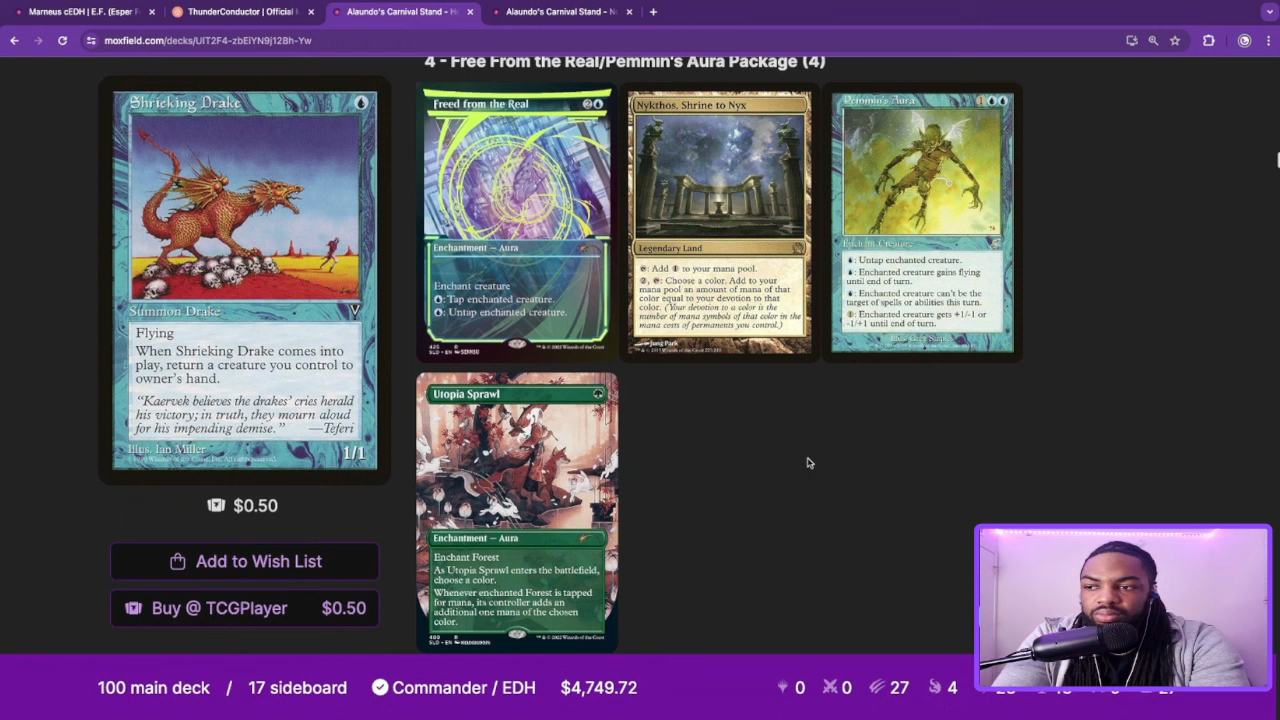 Marneus cEDH | E.F. (Esper P
ThunderConductor | Official
Alaundo's Carnival Stand -
Alaundo's Carnival Stand -
moxfield.com/decks/UIT2F4-zbEiYN9j12Bh-Yw
4 - Free From the Real/Pemmin's Aura Package (4)
Shrieking Drake
Summon Drake
Flying
When Shrieking Drake comes into
play, return a creature you control to
owner's hand.
"Kaervek believes the drakes' cries herald
his victory; in truth, they mourn aloud
for his impending demise." —Teferi
Illus. Ian Miller
1/1
$0.50
Add to Wish List
Buy @ TCGPlayer $0.50
Freed from the Real 2
Enchantment — Aura
Enchant creature
: Tap enchanted creature.
: Untap enchanted creature.
Nykthos, Shrine to Nyx
Legendary Land
: Add 1 to your mana pool.
2, : Choose a color. Add to your
mana pool an amount of mana of that
color equal to your devotion to that
color. (Your devotion to a color is the
number of mana symbols of that color in the
mana costs of permanents you control.)
Jung Park
Pemmin's Aura 1
Enchant Creature
: Untap enchanted creature.
: Enchanted creature gains flying
until end of turn.
: Enchanted creature can't be the
target of spells or abilities this turn.
1: Enchanted creature gets +1/-1 or
-1/+1 until end of turn.
Utopia Sprawl
Enchantment — Aura
Enchant Forest
As Utopia Sprawl enters the battlefield,
choose a color.
Whenever enchanted Forest is tapped
for mana, its controller adds an
additional one mana of the chosen
color.
100 main deck / 17 sideboard Commander / EDH $4,749.72 0 0 27 4